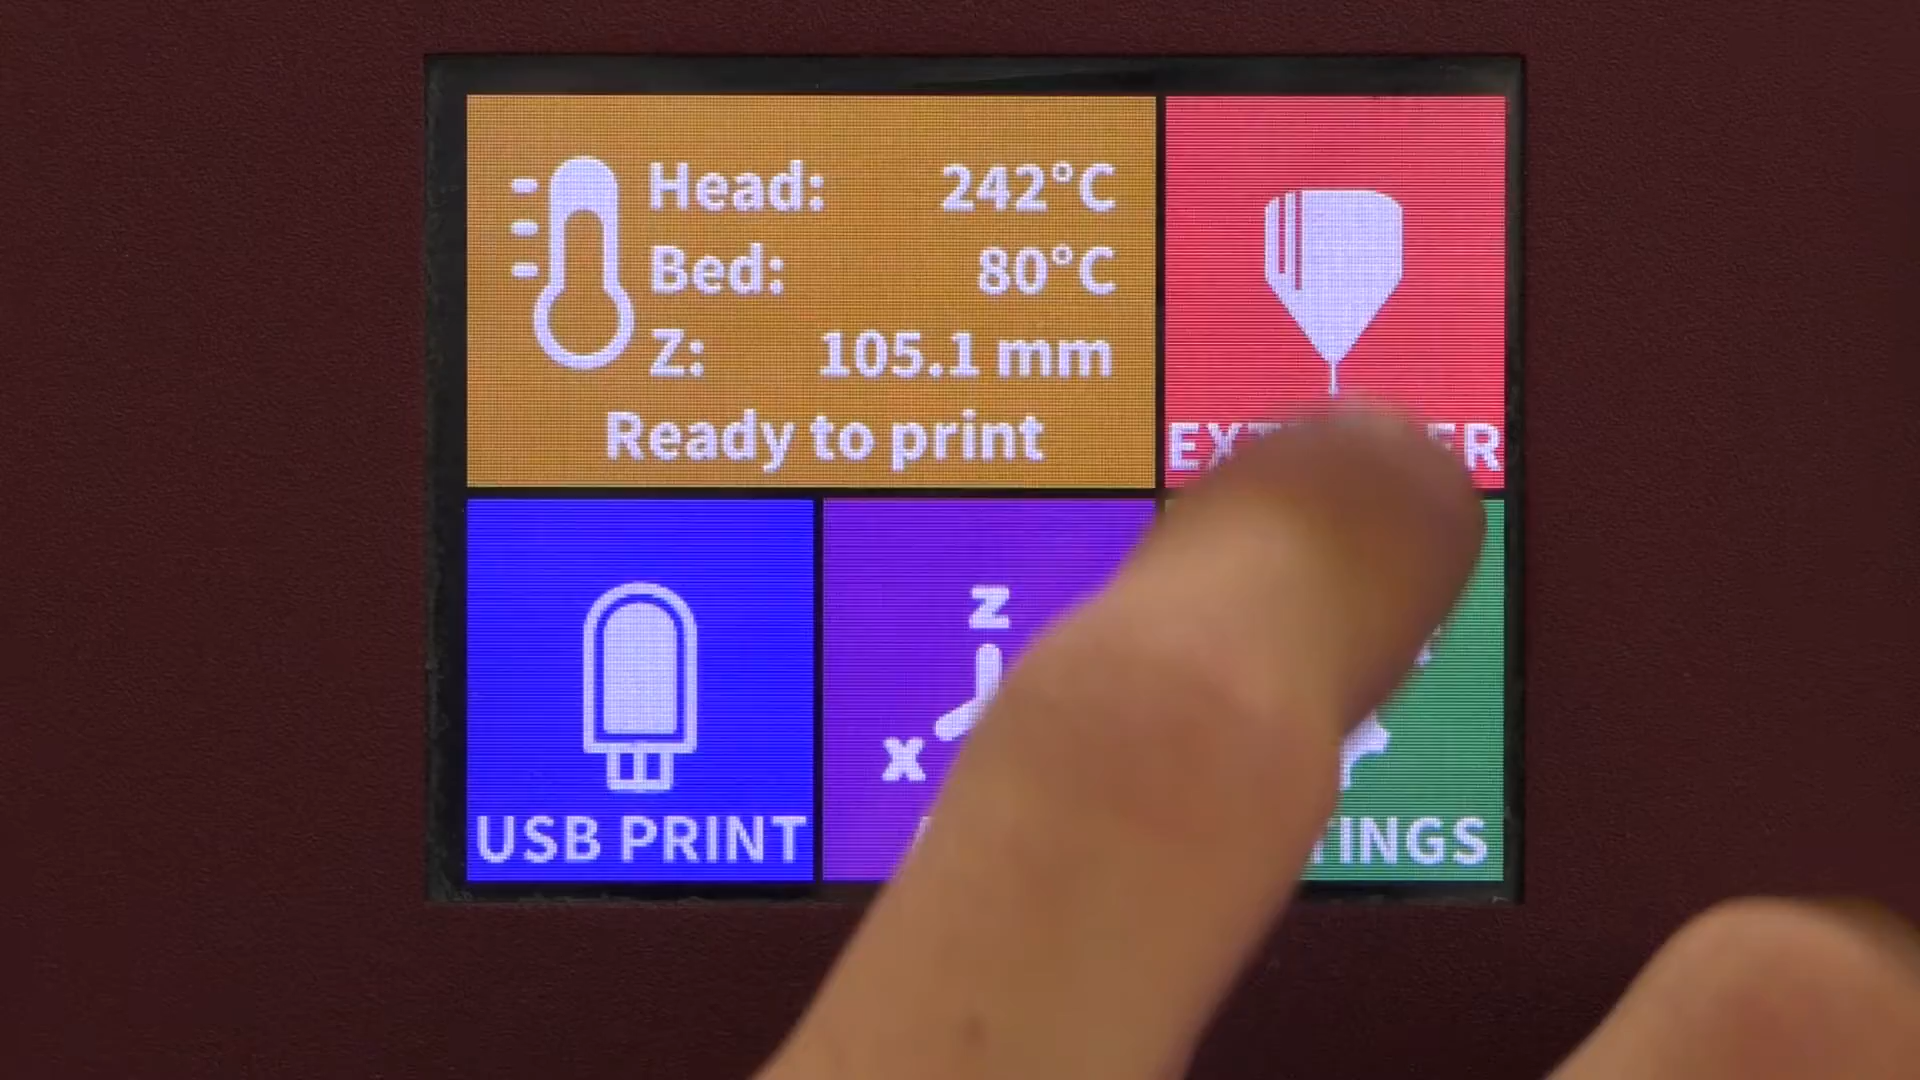 Head: 242°C
Bed: 80°C
Z: 105.1 mm
Ready to print
Z
X
USB PRINT